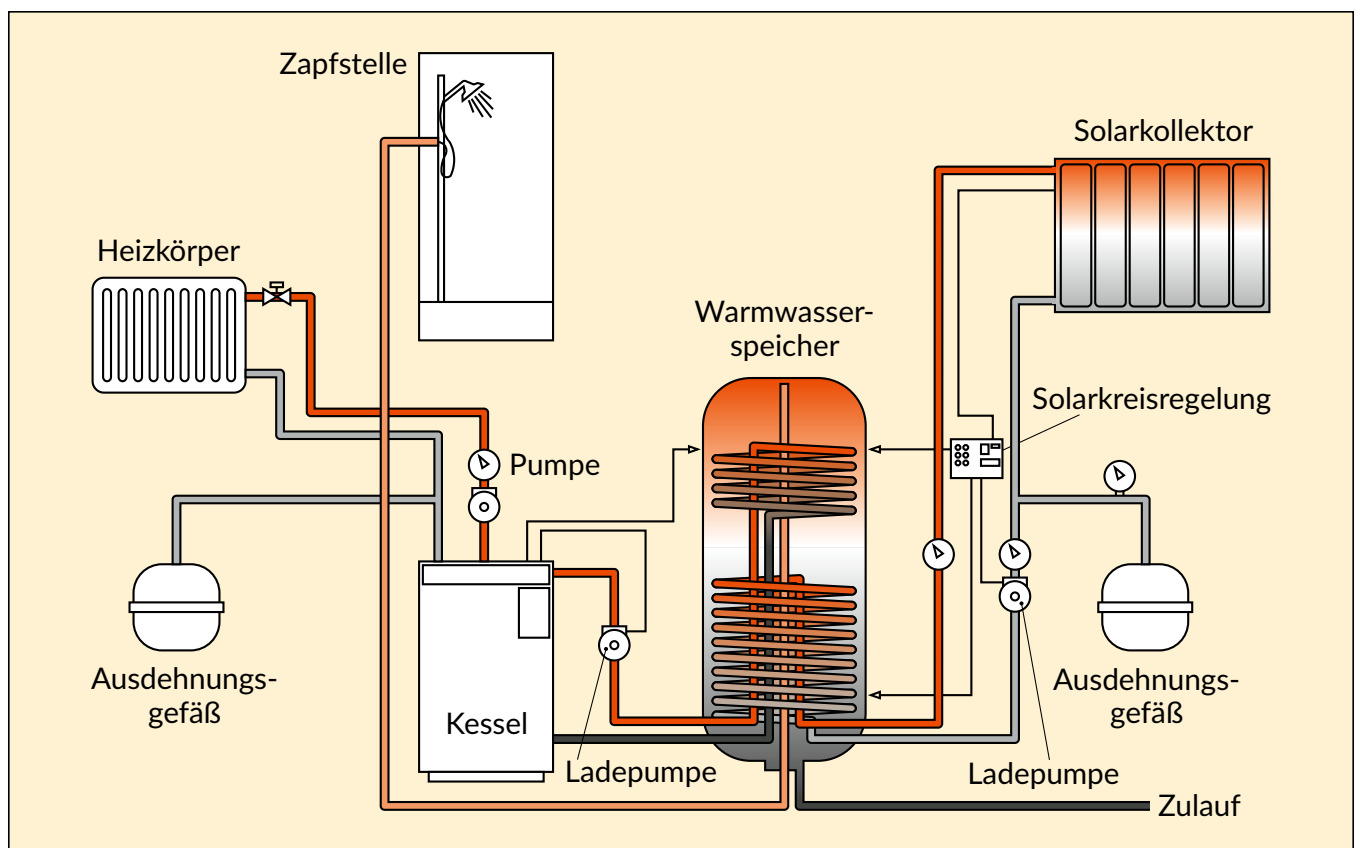 Zapfstelle
Solarkollektor
Heizkörper
Warmwasser-
speicher
Solarkreisregelung
Pumpe
Ausdehnungs-
gefäß
Kessel
Ladepumpe
Ausdehnungs-
gefäß
Ladepumpe
Zulauf